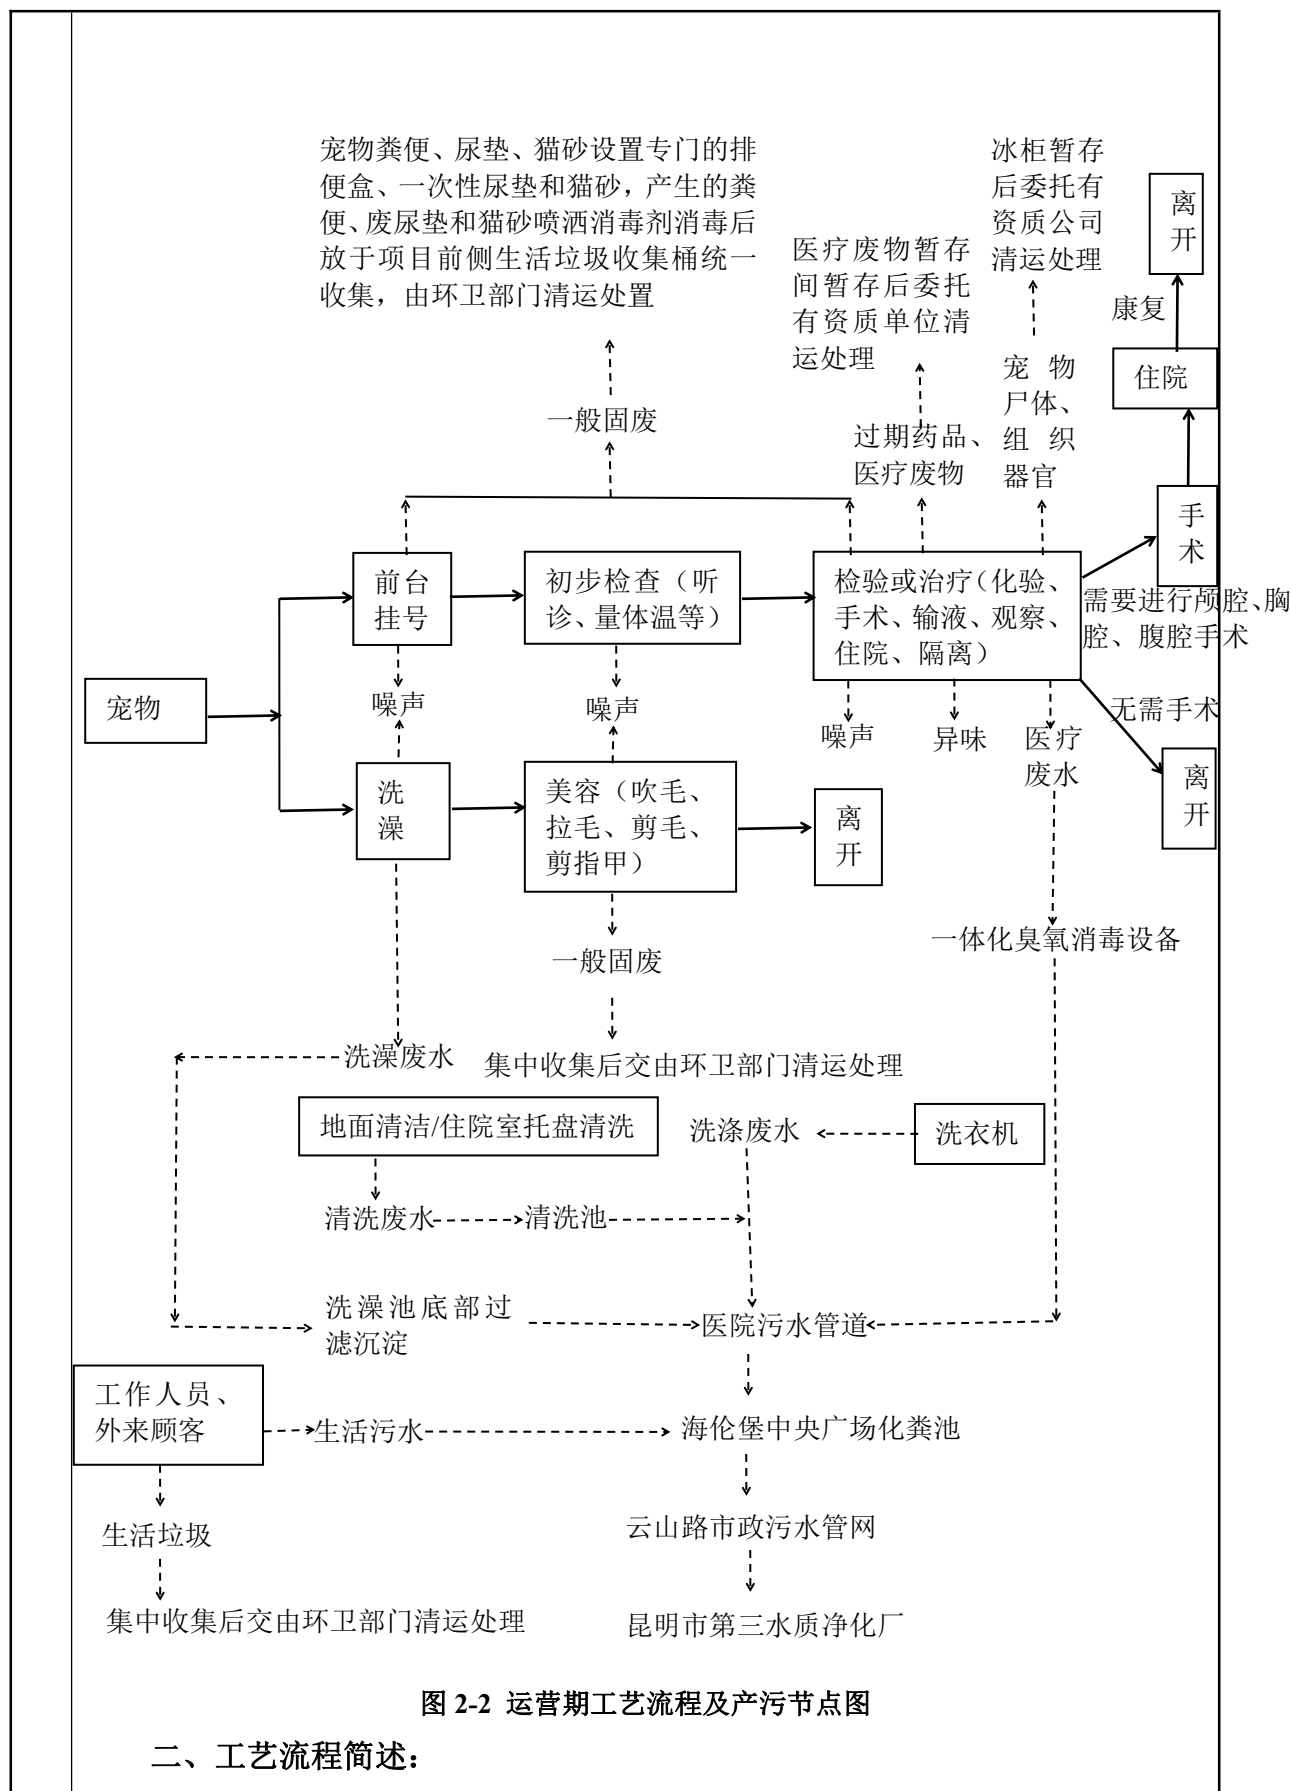 宠物粪便、尿垫、猫砂设置专门的排
便盒、一次性尿垫和猫砂，产生的粪
便、废尿垫和猫砂喷洒消毒剂消毒后
放于项目前侧生活垃圾收集桶统一
收集，由环卫部门清运处置
医疗废物暂存
间暂存后委托
有资质单位清
运处理
冰柜暂存
后委托有
资质公司
清运处理
离
开
康复
住院
一般固废
过期药品、
医疗废物
宠物
尸体、
组织
器官
手
术
前台
挂号
初步检查（听
诊、量体温等）
检验或治疗（化验、
手术、输液、观察、
住院、隔离）
需要进行颅腔、胸
腔、腹腔手术
宠物
噪声
噪声
噪声
异味
医疗
废水
无需手术
离
开
洗
澡
美容（吹毛、
拉毛、剪毛、
剪指甲）
离
开
一般固废
一体化臭氧消毒设备
洗澡废水
集中收集后交由环卫部门清运处理
地面清洁/住院室托盘清洗
洗涤废水
洗衣机
清洗废水
清洗池
洗澡池底部过
滤沉淀
医院污水管道
工作人员、
外来顾客
生活污水
海伦堡中央广场化粪池
生活垃圾
云山路市政污水管网
集中收集后交由环卫部门清运处理
昆明市第三水质净化厂
图 2-2 运营期工艺流程及产污节点图
二、工艺流程简述：